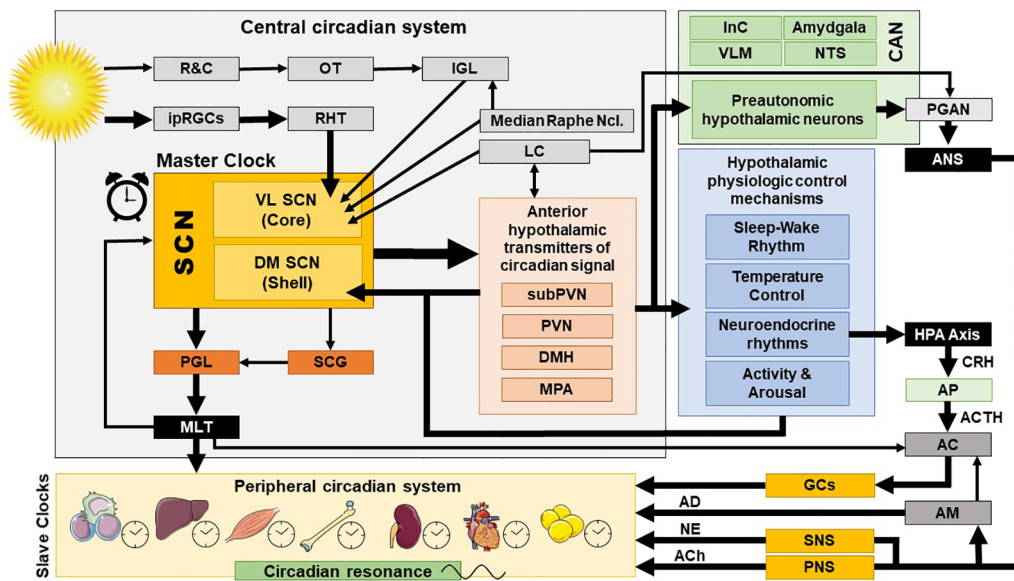 Central circadian system
R&C
OT
IGL
ipRGCs
RHT
Median Raphe Ncl.
LC
Master Clock
SCN
VL SCN
(Core)
DM SCN
(Shell)
PGL
SCG
MLT
Anterior
hypothalamic
transmitters of
circadian signal
subPVN
PVN
DMH
MPA
InC
Amydgala
VLM
NTS
CAN
Preautonomic
hypothalamic neurons
PGAN
ANS
Hypothalamic
physiologic control
mechanisms
Sleep-Wake
Rhythm
Temperature
Control
Neuroendocrine
rhythms
Activity &
Arousal
HPA Axis
CRH
AP
ACTH
AC
GCs
AD
AM
NE
SNS
ACh
PNS
Slave Clocks
Peripheral circadian system
Circadian resonance